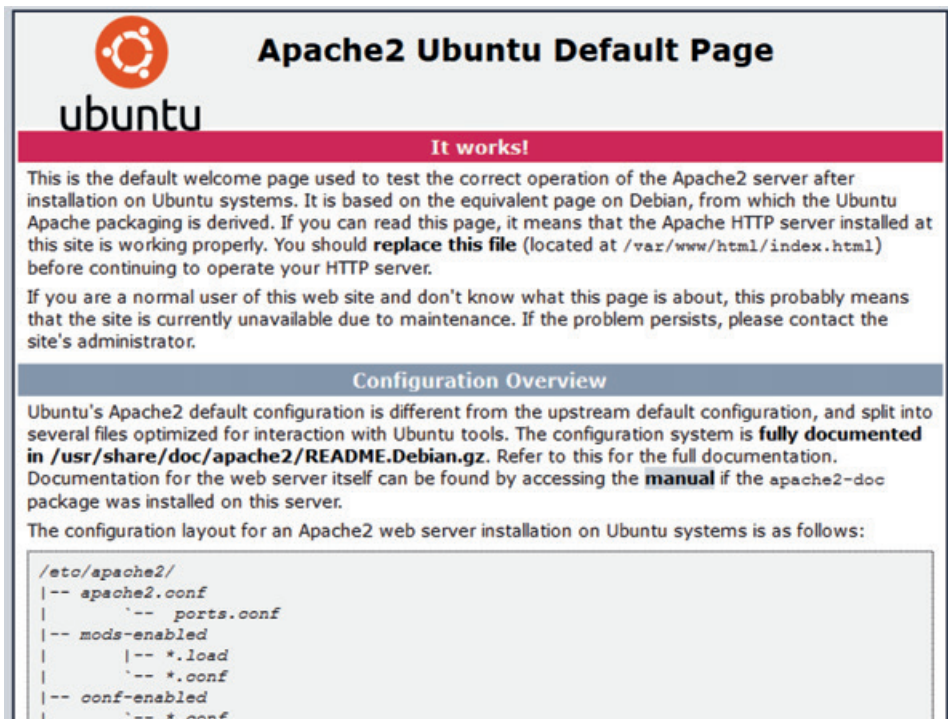 Apache2 Ubuntu Default Page
ubuntu
It works!
This is the default welcome page used to test the correct operation of the Apache2 server after
installation on Ubuntu systems. It is based on the equivalent page on Debian, from which the Ubuntu
Apache packaging is derived. If you can read this page, it means that the Apache HTTP server installed at
this site is working properly. You should replace this file (located at /var/www/html/index.html)
before continuing to operate your HTTP server.
If you are a normal user of this web site and don't know what this page is about, this probably means
that the site is currently unavailable due to maintenance. If the problem persists, please contact the
site's administrator.
Configuration Overview
Ubuntu's Apache2 default configuration is different from the upstream default configuration, and split into
several files optimized for interaction with Ubuntu tools. The configuration system is fully documented
in /usr/share/doc/apache2/README.Debian.gz. Refer to this for the full documentation.
Documentation for the web server itself can be found by accessing the manual if the apache2-doc
package was installed on this server.
The configuration layout for an Apache2 web server installation on Ubuntu systems is as follows:
/etc/apache2/
|-- apache2.conf
|       `--  ports.conf
|-- mods-enabled
|       |-- *.load
|       `-- *.conf
|-- conf-enabled
|       `-- *.conf